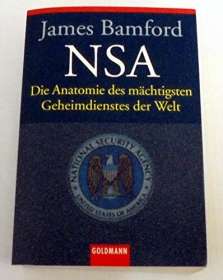 James Bamford
NSA
Die Anatomie des mächtigsten
Geheimdienstes der Welt
NATIONAL SECURITY AGENCY
GOLDMANN